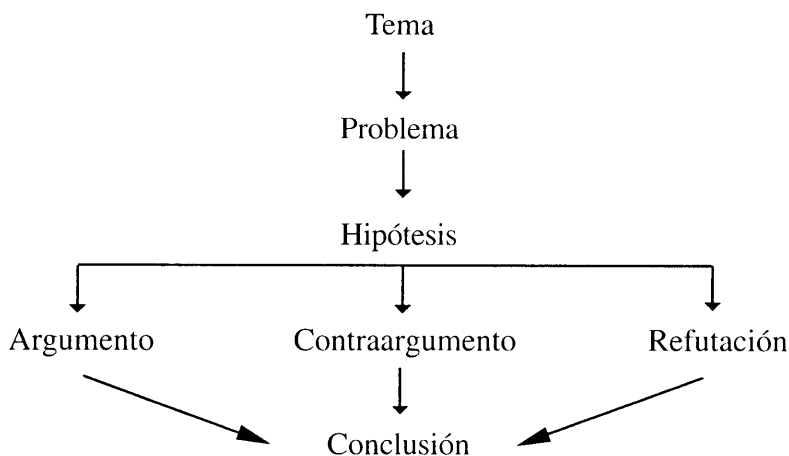 Tema
Problema
Hipótesis
Argumento Contraargumento Refutación
Conclusión